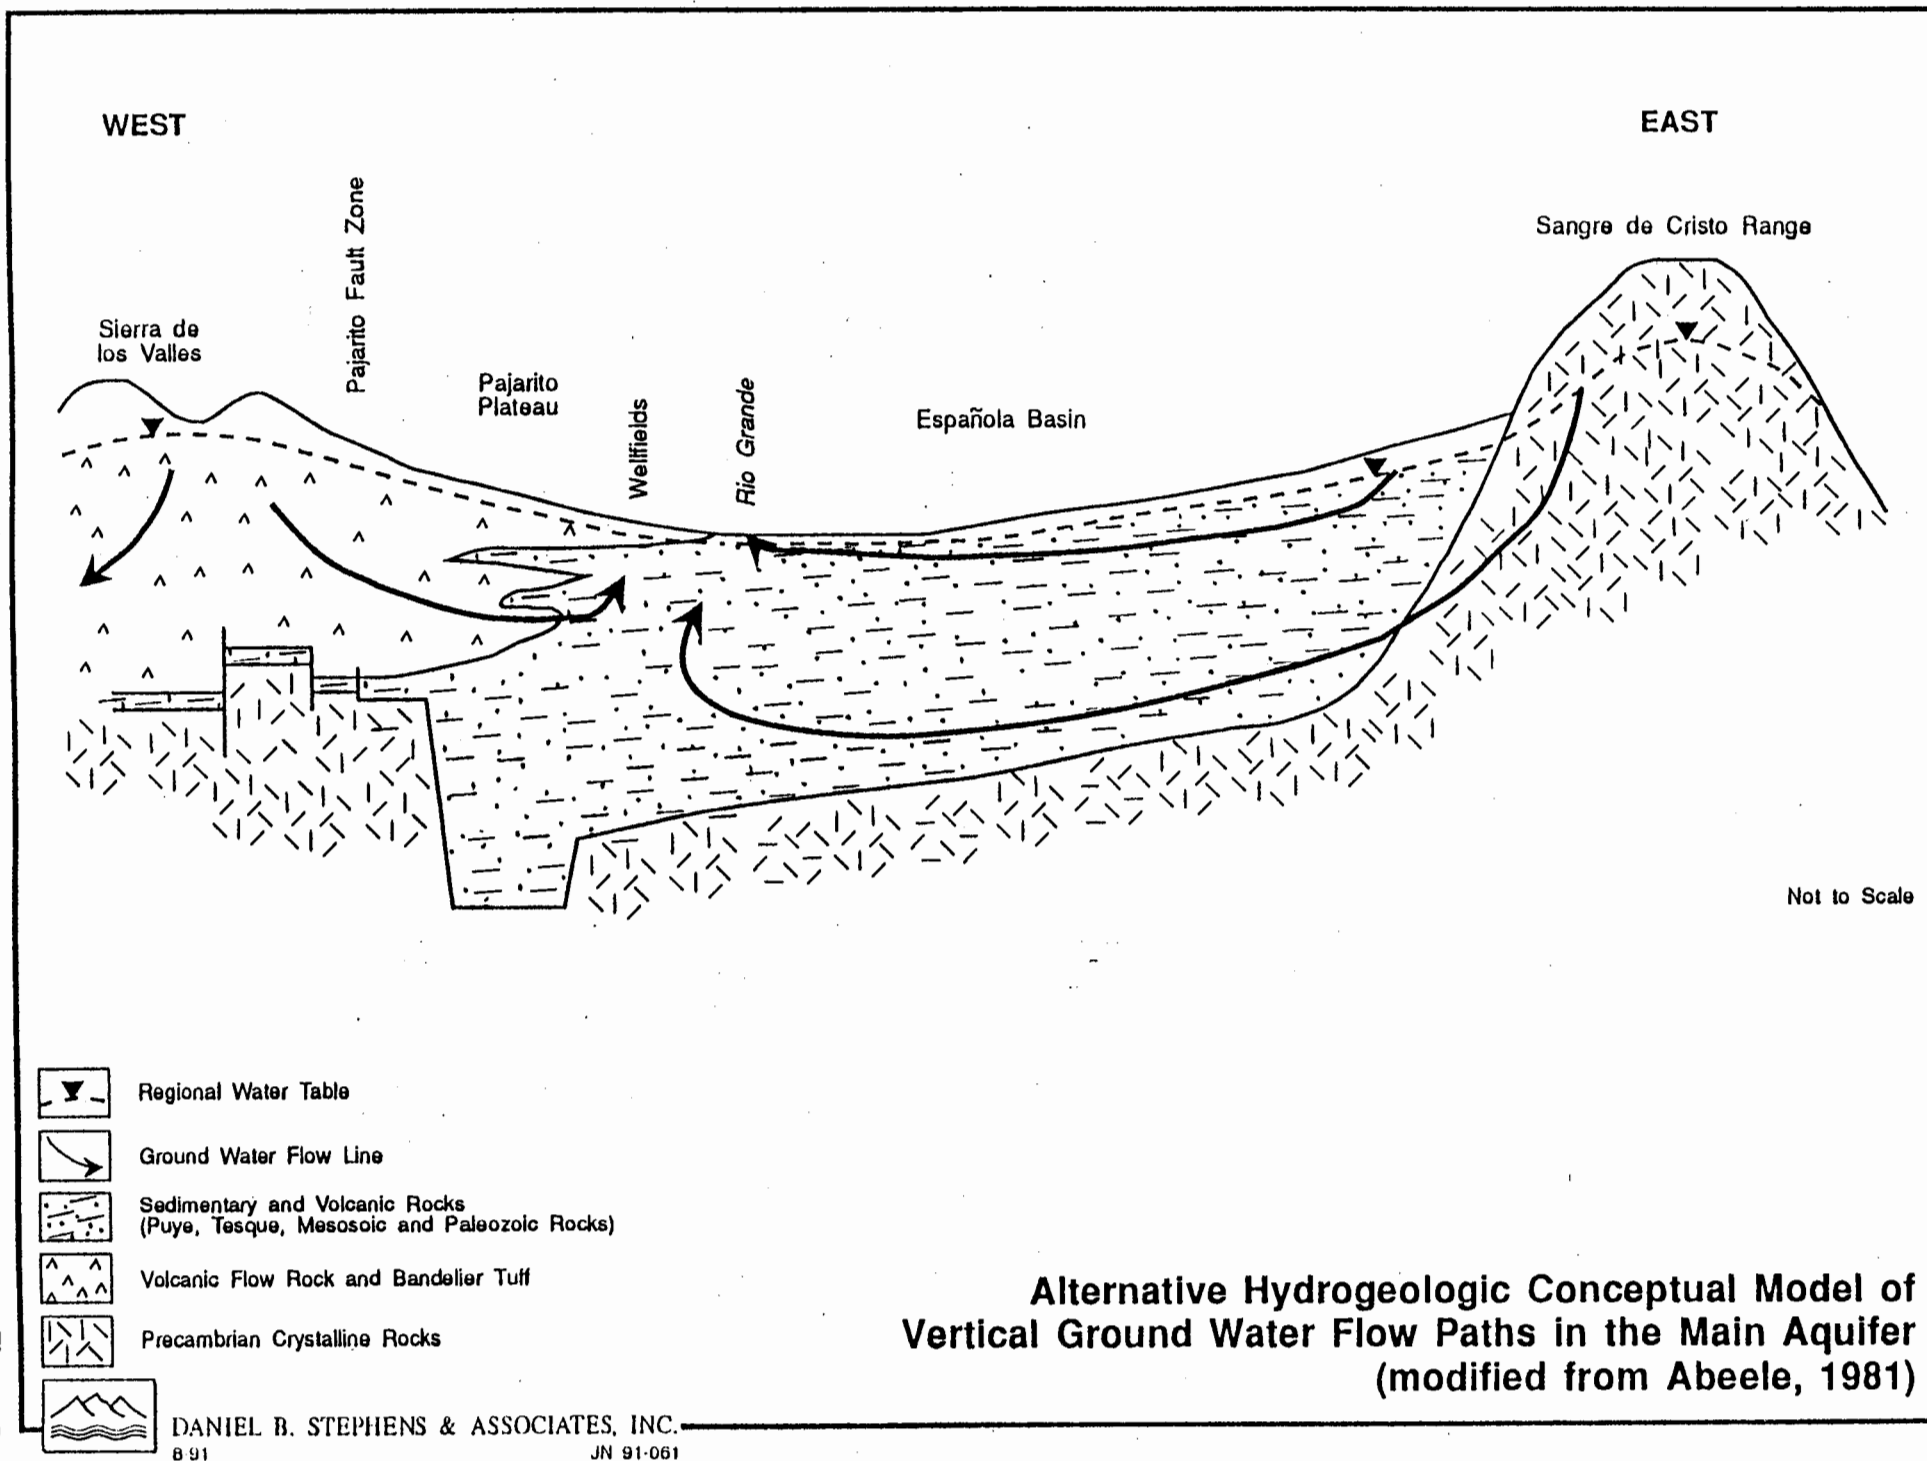 WEST
EAST
Sangre de Cristo Range
Pajarito Fault Zone
Sierra de
los Valles
Pajarito
Plateau
Wellfields
Rio Grande
Española Basin
Not to Scale
Regional Water Table
Ground Water Flow Line
Sedimentary and Volcanic Rocks
(Puye, Tesque, Mesosoic and Paleozoic Rocks)
Volcanic Flow Rock and Bandelier Tuff
Precambrian Crystalline Rocks
Alternative Hydrogeologic Conceptual Model of
Vertical Ground Water Flow Paths in the Main Aquifer
(modified from Abeele, 1981)
DANIEL B. STEPHENS & ASSOCIATES, INC.
8-91 JN 91-061